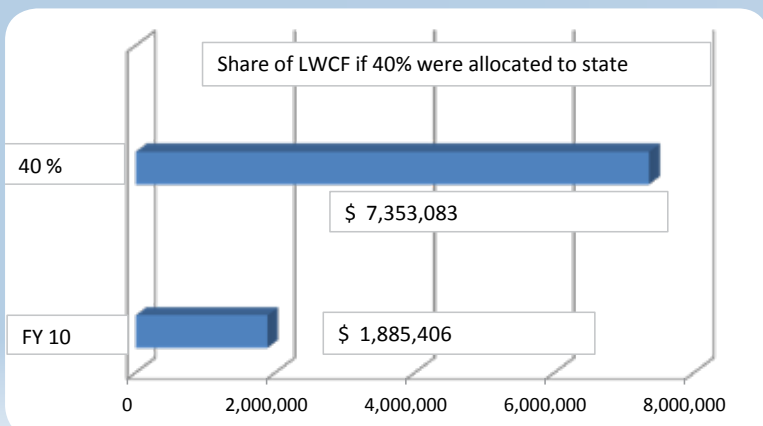 Share of LWCF if 40% were allocated to state
40 %
$ 7,353,083
FY 10
$ 1,885,406
0 2,000,000 4,000,000 6,000,000 8,000,000